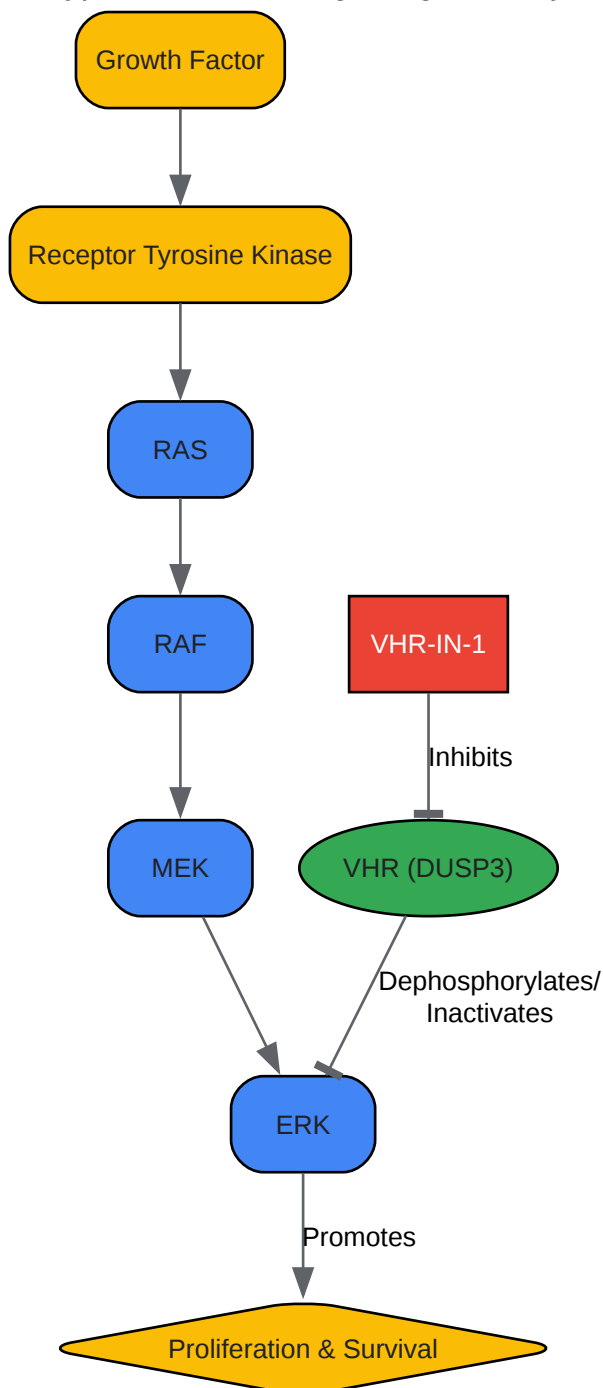 Growth Factor
Receptor Tyrosine Kinase
RAS
RAF
VHR-IN-1
Inhibits
MEK
VHR (DUSP3)
Dephosphorylates/
Inactivates
ERK
Promotes
Proliferation & Survival